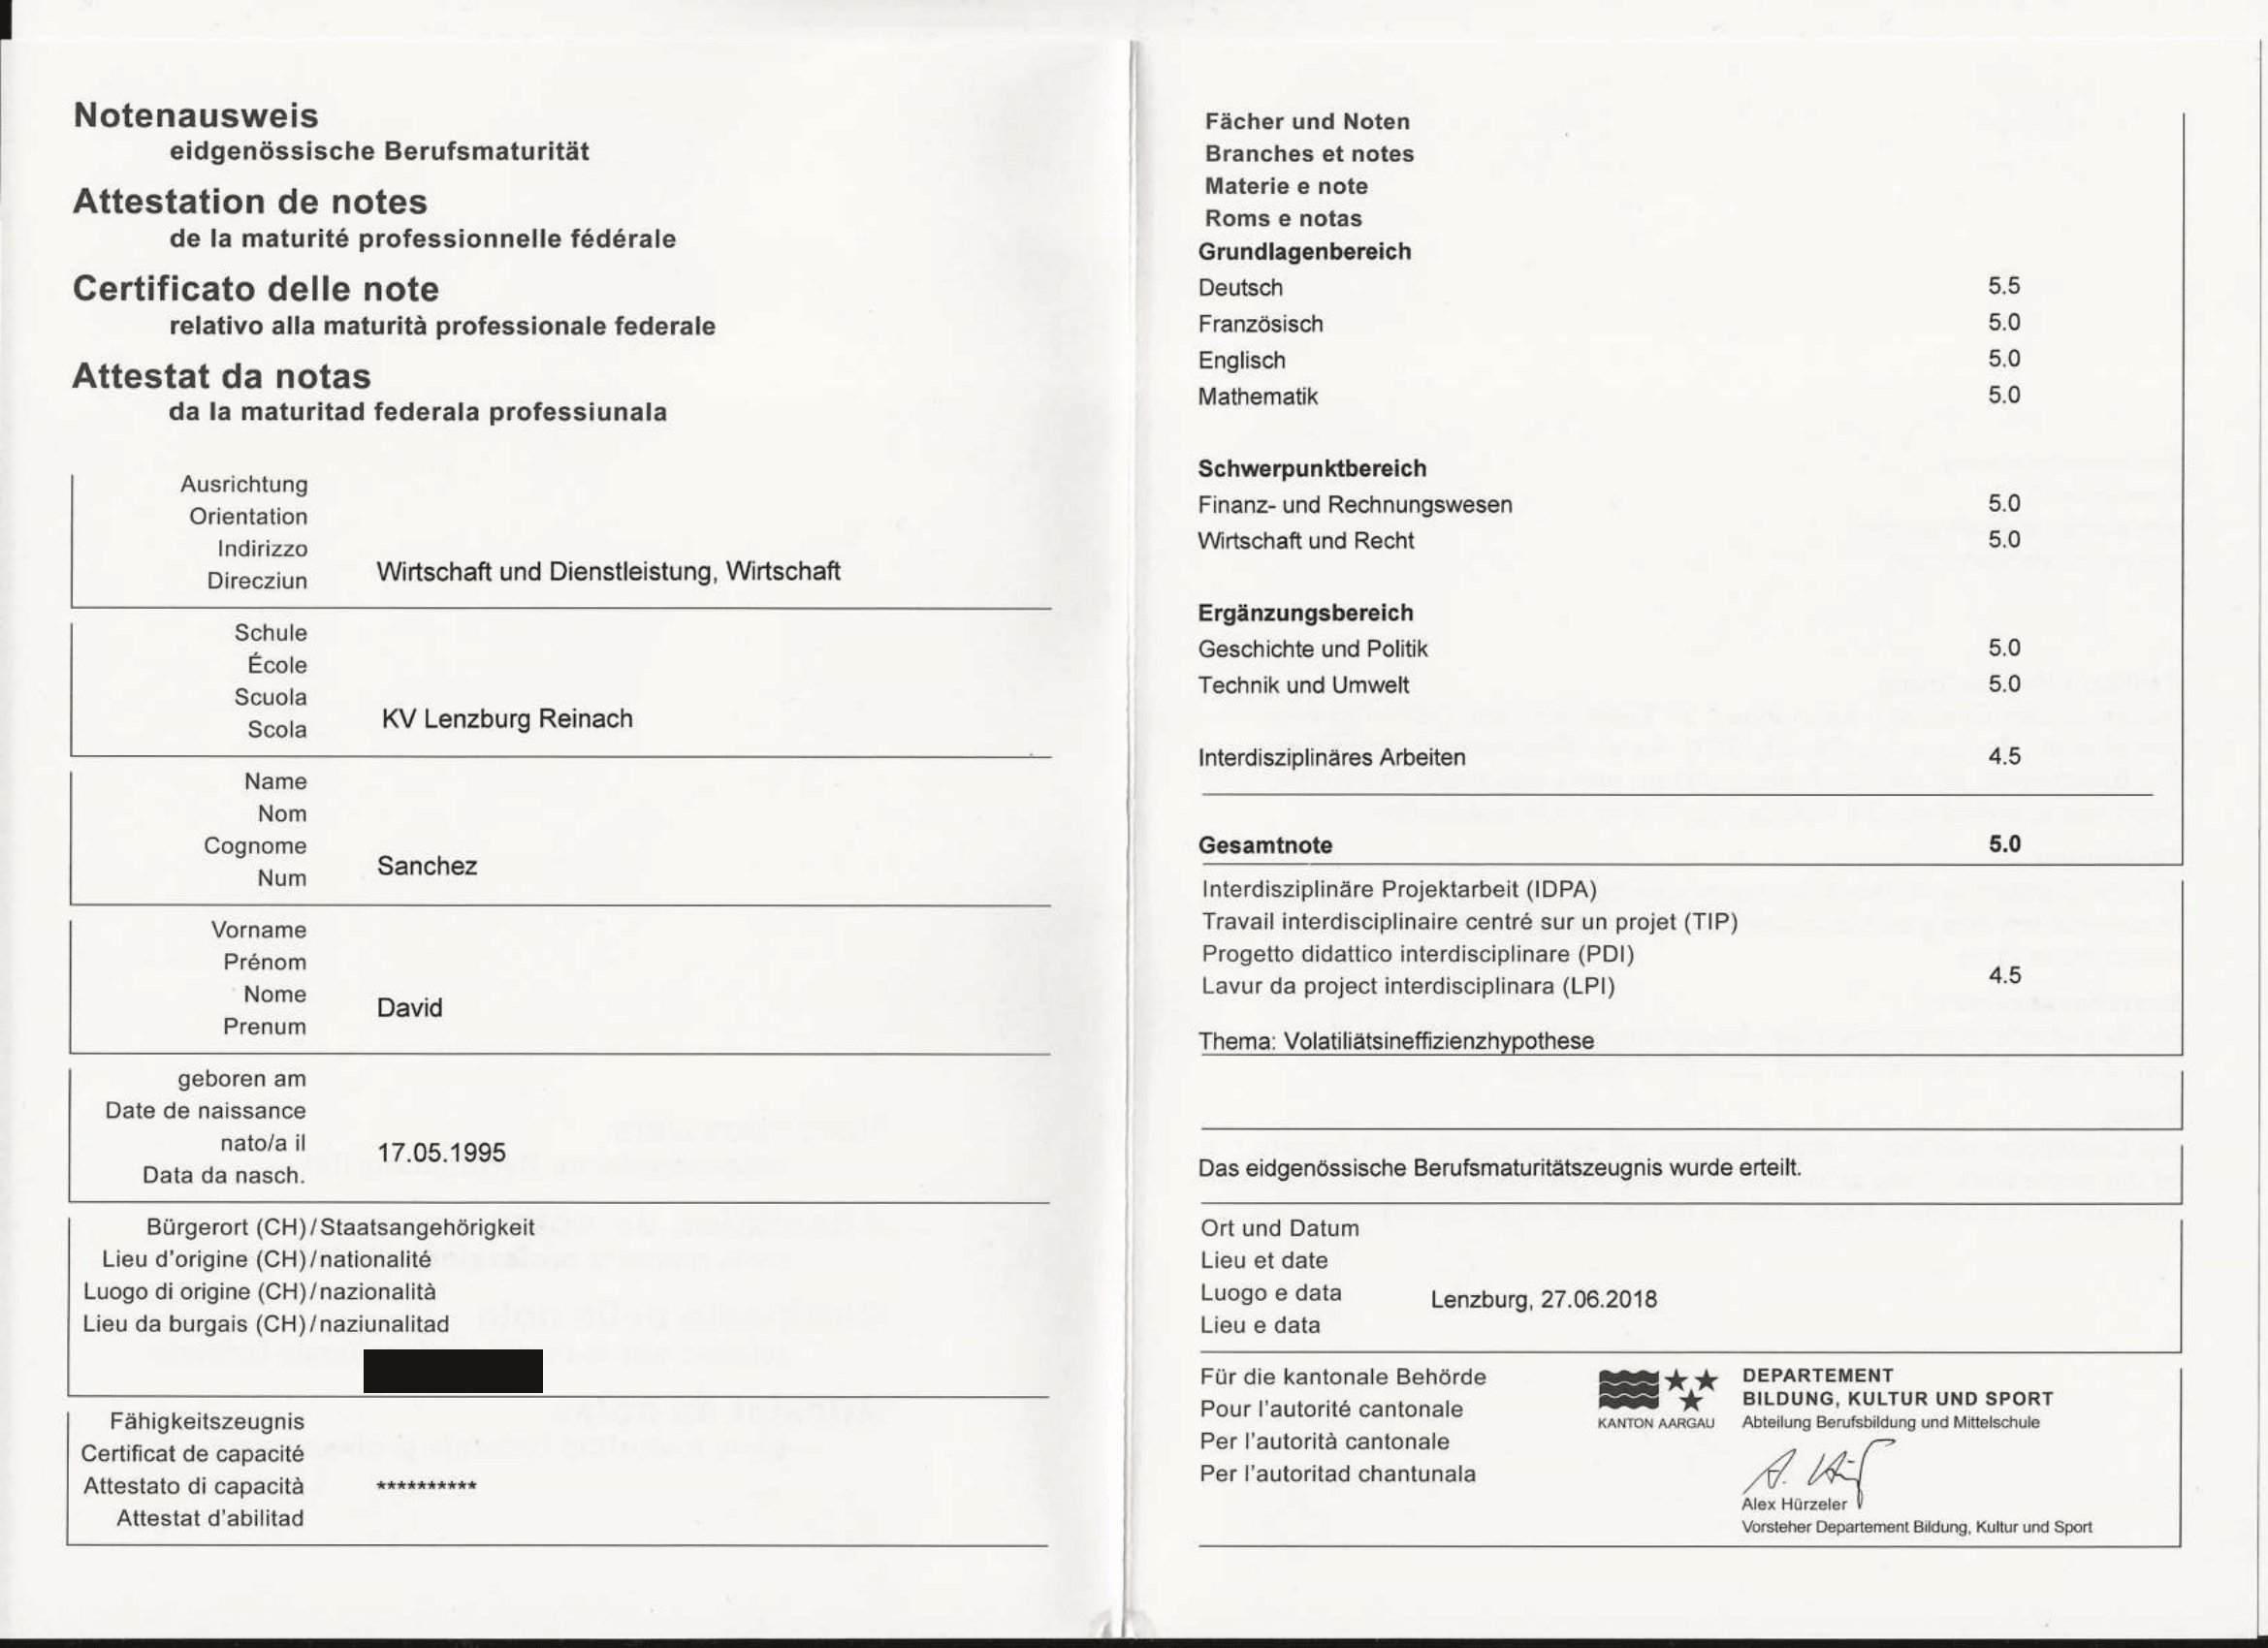 Notenausweis
eidgenössische Berufsmaturität
Attestation de notes
de la maturité professionnelle fédérale
Certificato delle note
relativo alla maturità professionale federale
Attestat da notas
da la maturitad federala professiunala
Ausrichtung
Orientation
Indirizzo
Direcziun
Wirtschaft und Dienstleistung, Wirtschaft
Schule
École
Scuola
Scola
KV Lenzburg Reinach
Name
Nom
Cognome
Num
Sanchez
Vorname
Prénom
Nome
Prenum
David
geboren am
Date de naissance
nato/a il
Data da nasch.
17.05.1995
Bürgerort (CH)/Staatsangehörigkeit
Lieu d'origine (CH)/nationalité
Luogo di origine (CH)/nazionalità
Lieu da burgais (CH)/naziunalitad
Fähigkeitszeugnis
Certificat de capacité
Attestato di capacità
Attestat d'abilitad
**********
Fächer und Noten
Branches et notes
Materie e note
Roms e notas
Grundlagenbereich
Deutsch 5.5
Französisch 5.0
Englisch 5.0
Mathematik 5.0
Schwerpunktbereich
Finanz- und Rechnungswesen 5.0
Wirtschaft und Recht 5.0
Ergänzungsbereich
Geschichte und Politik 5.0
Technik und Umwelt 5.0
Interdisziplinäres Arbeiten 4.5
Gesamtnote 5.0
Interdisziplinäre Projektarbeit (IDPA)
Travail interdisciplinaire centré sur un projet (TIP)
Progetto didattico interdisciplinare (PDI)
Lavur da project interdisciplinara (LPI)
4.5
Thema: Volatiliätsineffizienzhypothese
Das eidgenössische Berufsmaturitätszeugnis wurde erteilt.
Ort und Datum
Lieu et date
Luogo e data
Lieu e data
Lenzburg, 27.06.2018
Für die kantonale Behörde
Pour l'autorité cantonale
Per l'autorità cantonale
Per l'autoritad chantunala
KANTON AARGAU
DEPARTEMENT
BILDUNG, KULTUR UND SPORT
Abteilung Berufsbildung und Mittelschule
Alex Hürzeler
Vorsteher Departement Bildung, Kultur und Sport